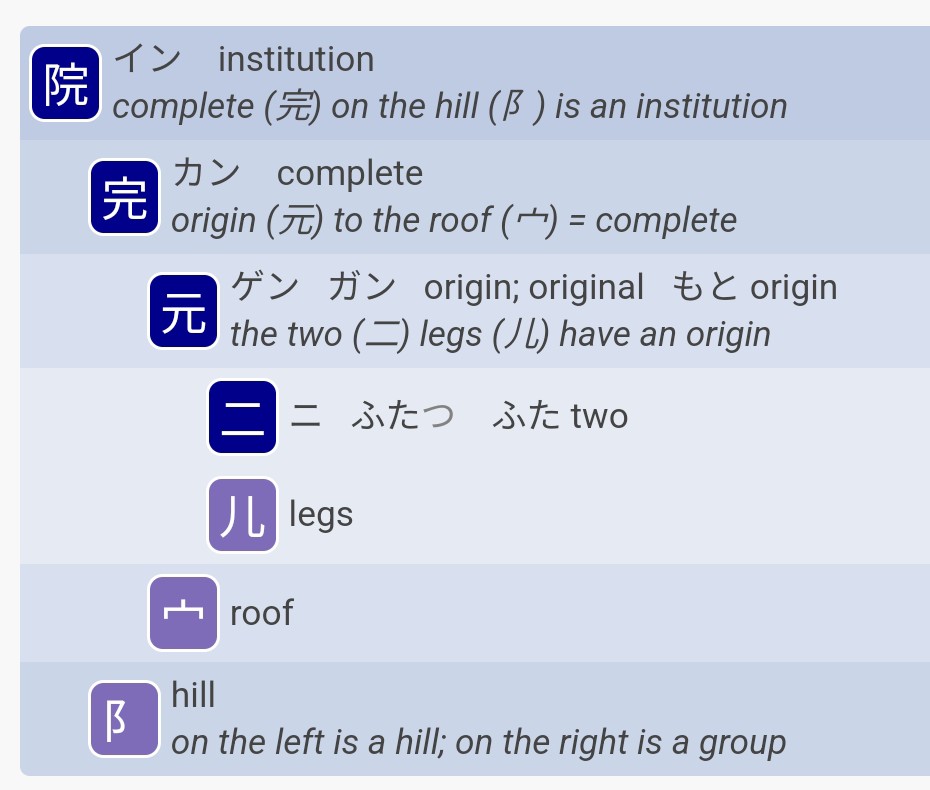 院 イン institution
complete (完) on the hill (阝) is an institution
完 カン complete
origin (元) to the roof (宀) = complete
元 ゲン ガン origin; original もと origin
the two (二) legs (儿) have an origin
二 ニ ふたつ ふた two
儿 legs
宀 roof
阝 hill
on the left is a hill; on the right is a group